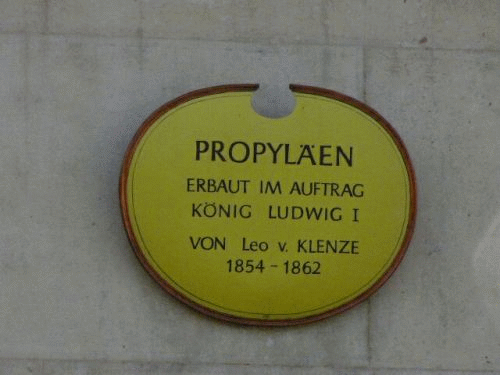 PROPYLÄEN
ERBAUT IM AUFTRAG
KÖNIG LUDWIG I
VON Leo v. KLENZE
1854 - 1862